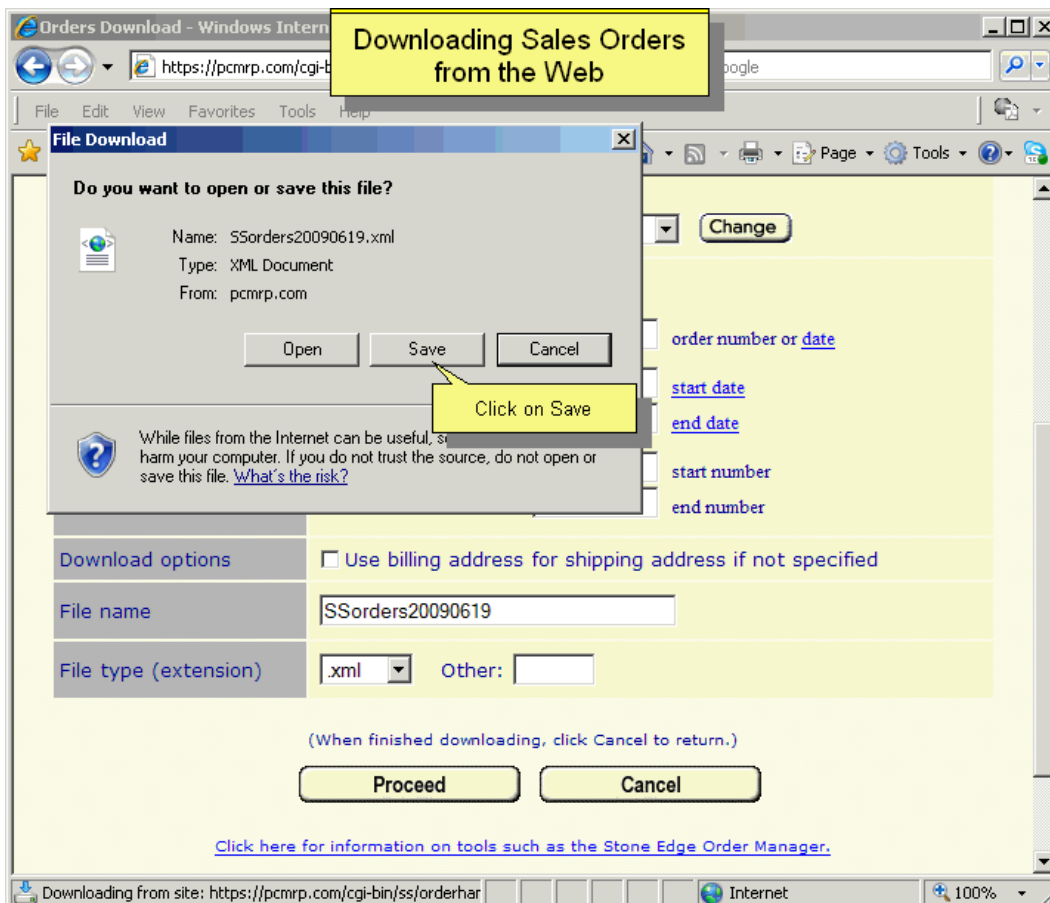 Orders Download - Windows Intern
Downloading Sales Orders
from the Web
https://pcmrp.com/cgi-b
File Edit View Favorites Tools Help
File Download
Page Tools
Do you want to open or save this file?
Name: SSorders20090619.xml
Type: XML Document
From: pcmrp.com
Change
Open Save Cancel
order number or date
Click on Save
start date
end date
While files from the Internet can be useful,
harm your computer. If you do not trust the source, do not open or
save this file. What's the risk?
start number
end number
Download options Use billing address for shipping address if not specified
File name SSorders20090619
File type (extension) .xml Other:
(When finished downloading, click Cancel to return.)
Proceed Cancel
Click here for information on tools such as the Stone Edge Order Manager.
Downloading from site: https://pcmrp.com/cgi-bin/ss/orderhar Internet 100%